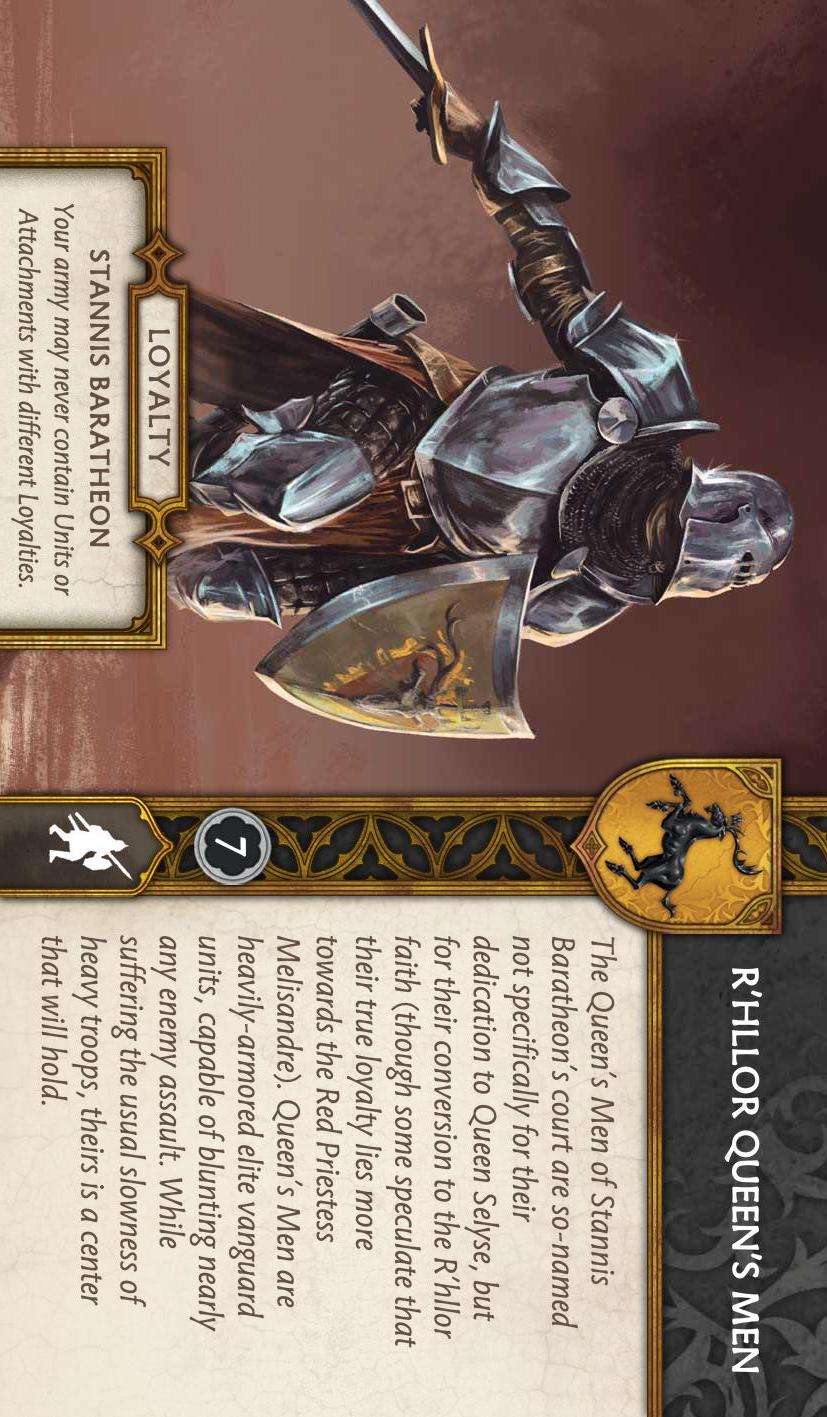 LOYALTY
STANNIS BARATHEON
Your army may never contain Units or
Attachments with different Loyalties.
7
R'HLLOR QUEEN'S MEN
The Queen's Men of Stannis
Baratheon's court are so-named
not specifically for their
dedication to Queen Selyse, but
for their conversion to the R'hllor
faith (though some speculate that
their true loyalty lies more
towards the Red Priestess
Melisandre). Queen's Men are
heavily-armored elite vanguard
units, capable of blunting nearly
any enemy assault. While
suffering the usual slowness of
heavy troops, theirs is a center
that will hold.